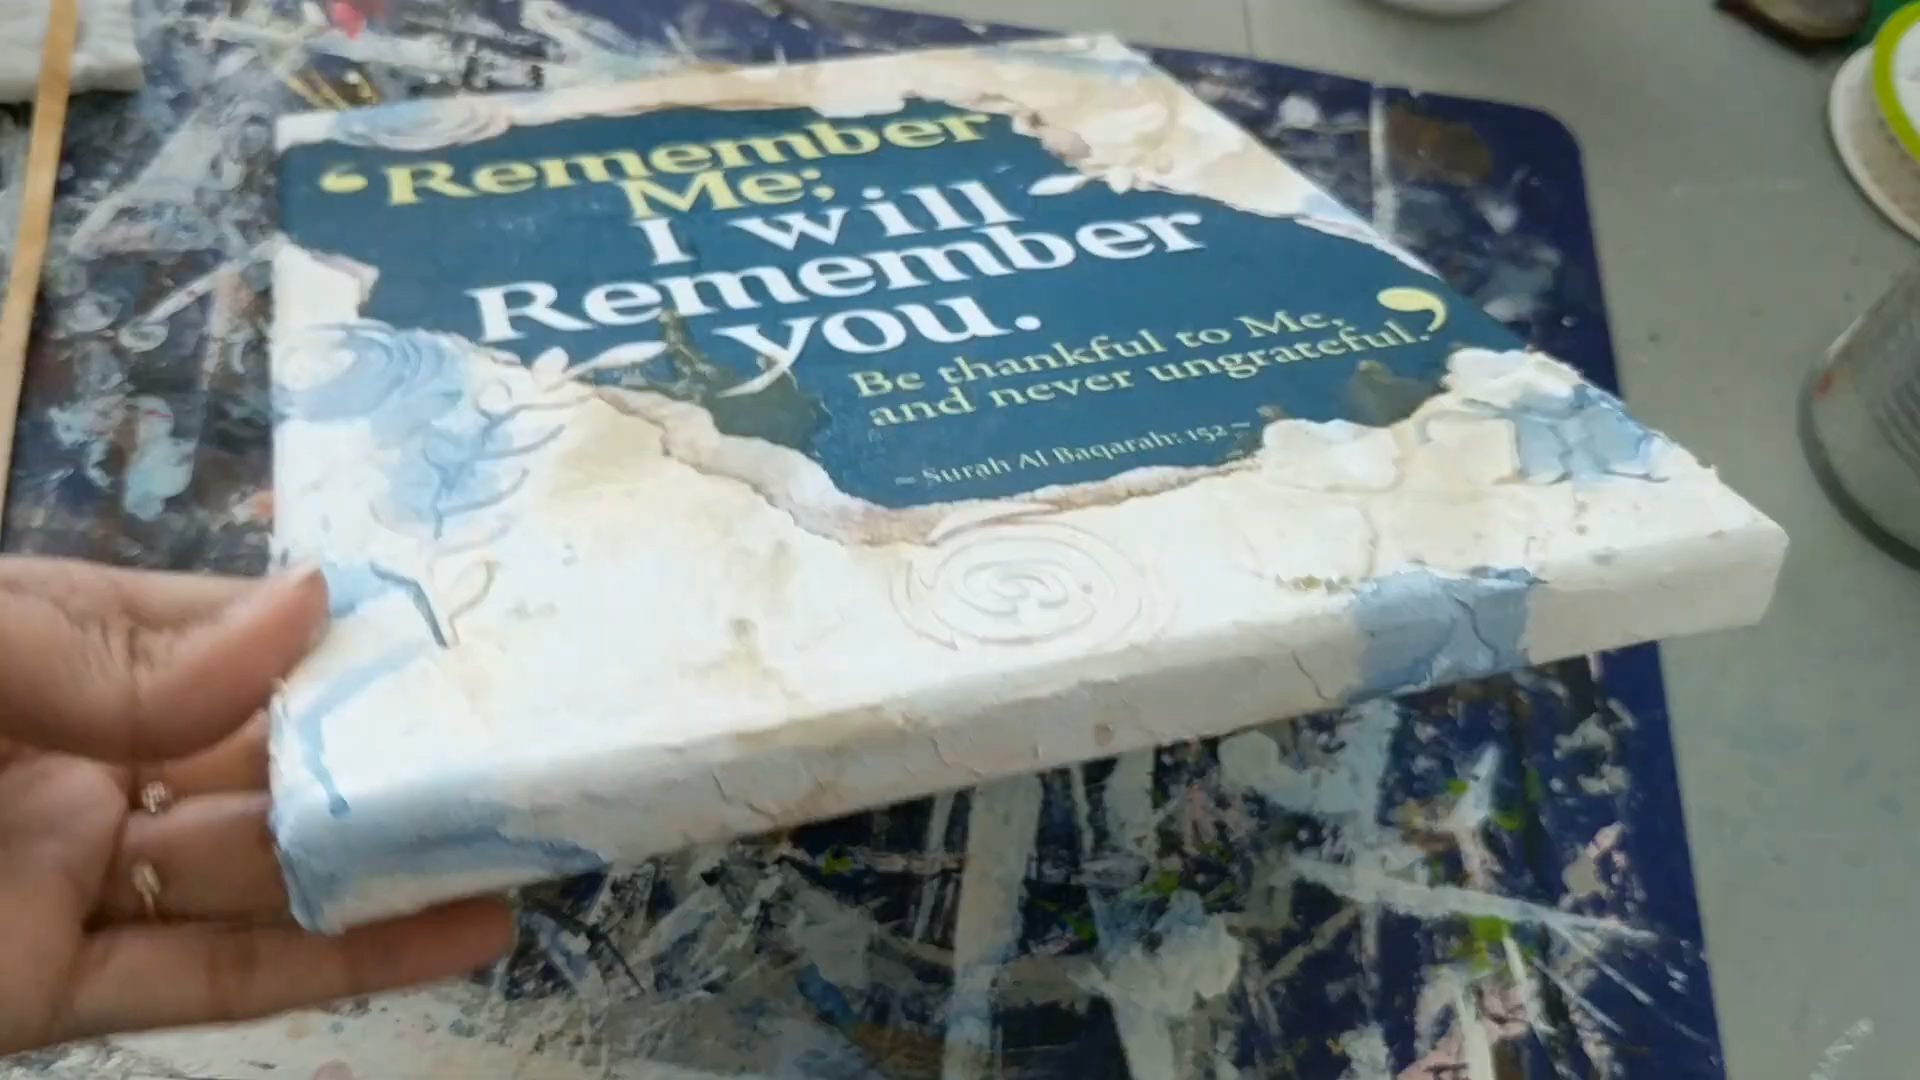 ‘Remember
Me;
I will
Remember
you.
Be thankful to Me,
and never ungrateful.’
~ Surah Al Baqarah: 152 ~